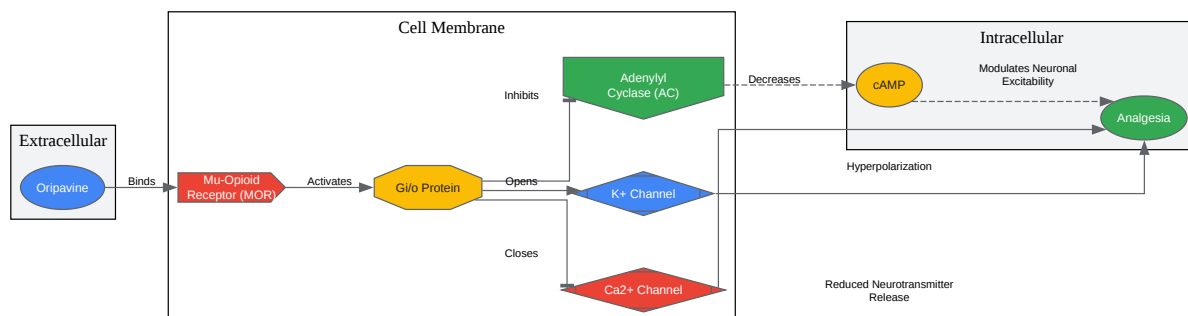 Cell Membrane
Intracellular
Extracellular
Oripavine
Binds
Mu-Opioid
Receptor (MOR)
Activates
Gi/o Protein
Inhibits
Opens
Closes
Adenylyl
Cyclase (AC)
K+ Channel
Ca2+ Channel
Decreases
cAMP
Modulates Neuronal
Excitability
Analgesia
Hyperpolarization
Reduced Neurotransmitter
Release